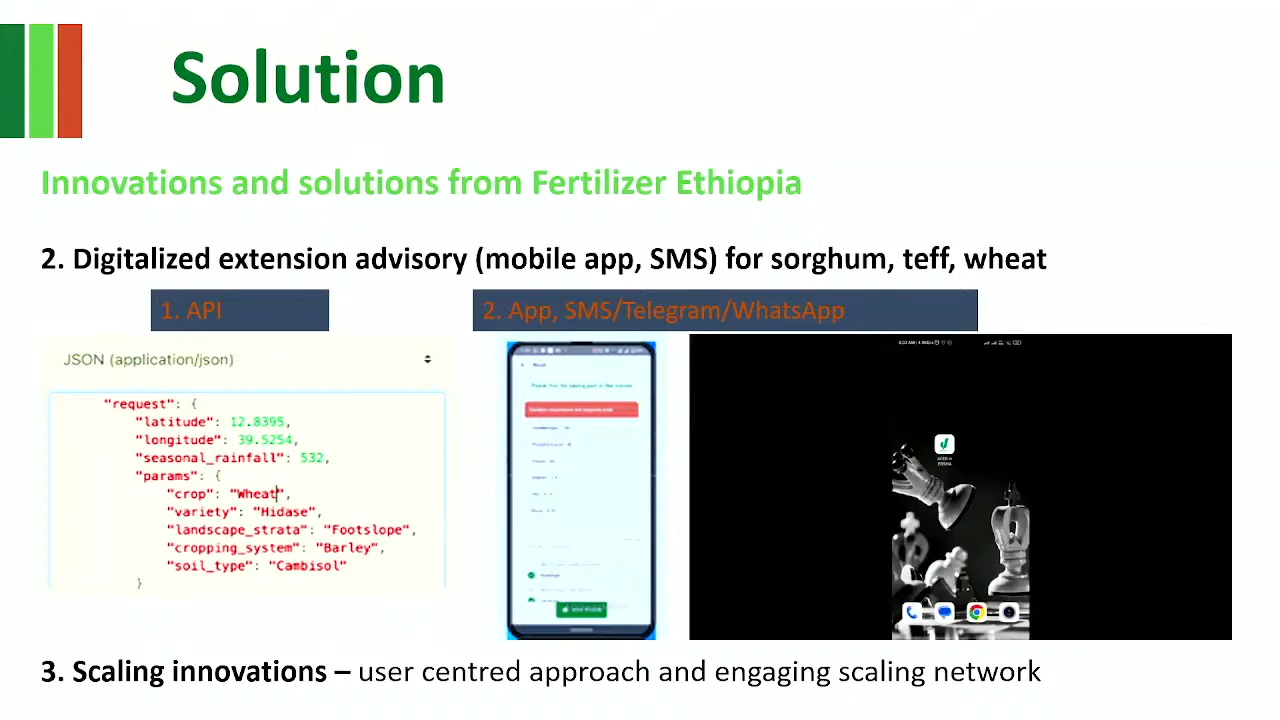 Solution
Innovations and solutions from Fertilizer Ethiopia
2. Digitalized extension advisory (mobile app, SMS) for sorghum, teff, wheat
1. API
2. App, SMS/Telegram/WhatsApp
JSON (application/json)
"request": {
"latitude": 12.8395,
"longitude": 39.5254,
"seasonal_rainfall": 532,
"params": {
"crop": "Wheat",
"variety": "Hidase",
"landscape_strata": "Footslope",
"cropping_system": "Barley",
"soil_type": "Cambisol"
}
3. Scaling innovations – user centred approach and engaging scaling network